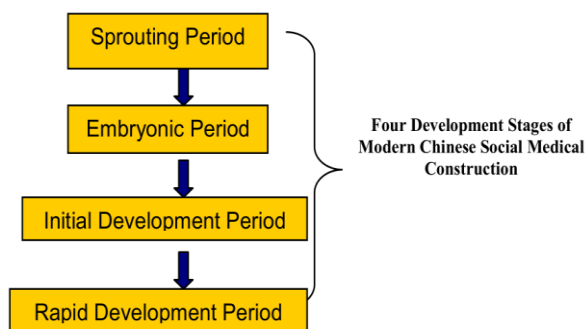 Sprouting Period
Embryonic Period
Initial Development Period
Rapid Development Period
Four Development Stages of
Modern Chinese Social Medical
Construction